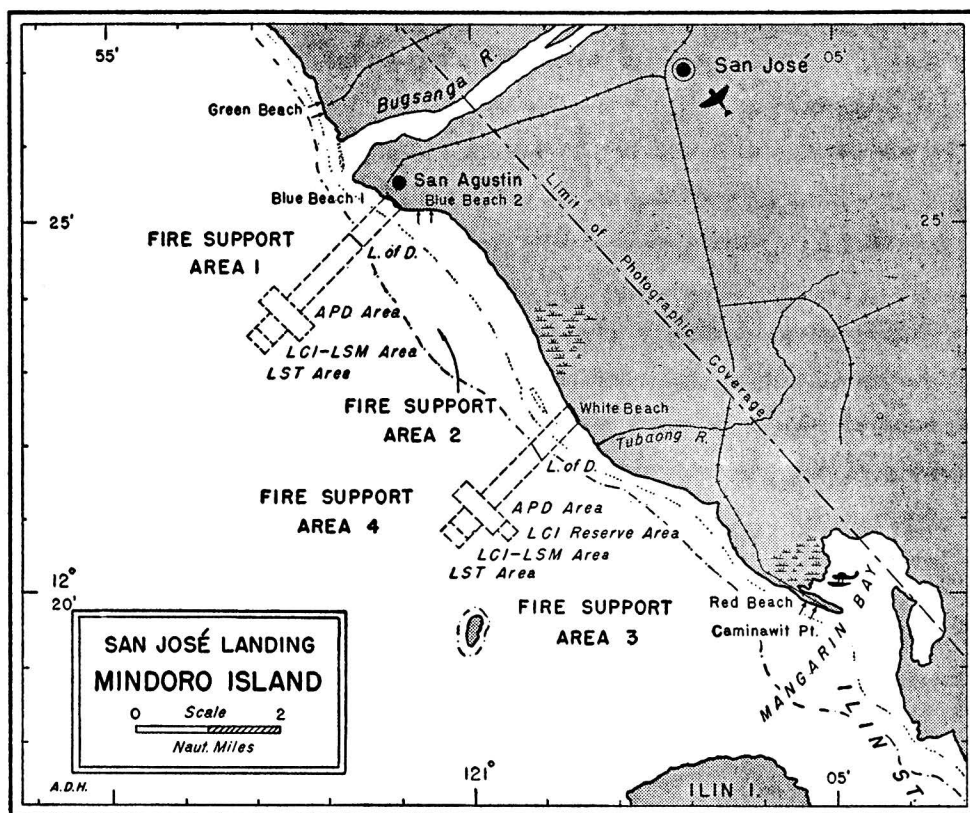 55'
05'
San José
Bugsanga R.
Green Beach
San Agustin
Blue Beach 1
Blue Beach 2
25'
25'
Limit of Photographic Coverage
FIRE SUPPORT
AREA 1
L. of D.
APD Area
LCI-LSM Area
LST Area
FIRE SUPPORT
AREA 2
White Beach
Tubaong R.
L. of D.
FIRE SUPPORT
AREA 4
APD Area
LCI Reserve Area
LCI-LSM Area
LST Area
12°
20'
Red Beach
Caminawit Pt.
MANGARIN BAY
FIRE SUPPORT
AREA 3
SAN JOSÉ LANDING
MINDORO ISLAND
0 Scale 2
Naut. Miles
ILIN ST.
ILIN I.
A.D.H.
121°
05'